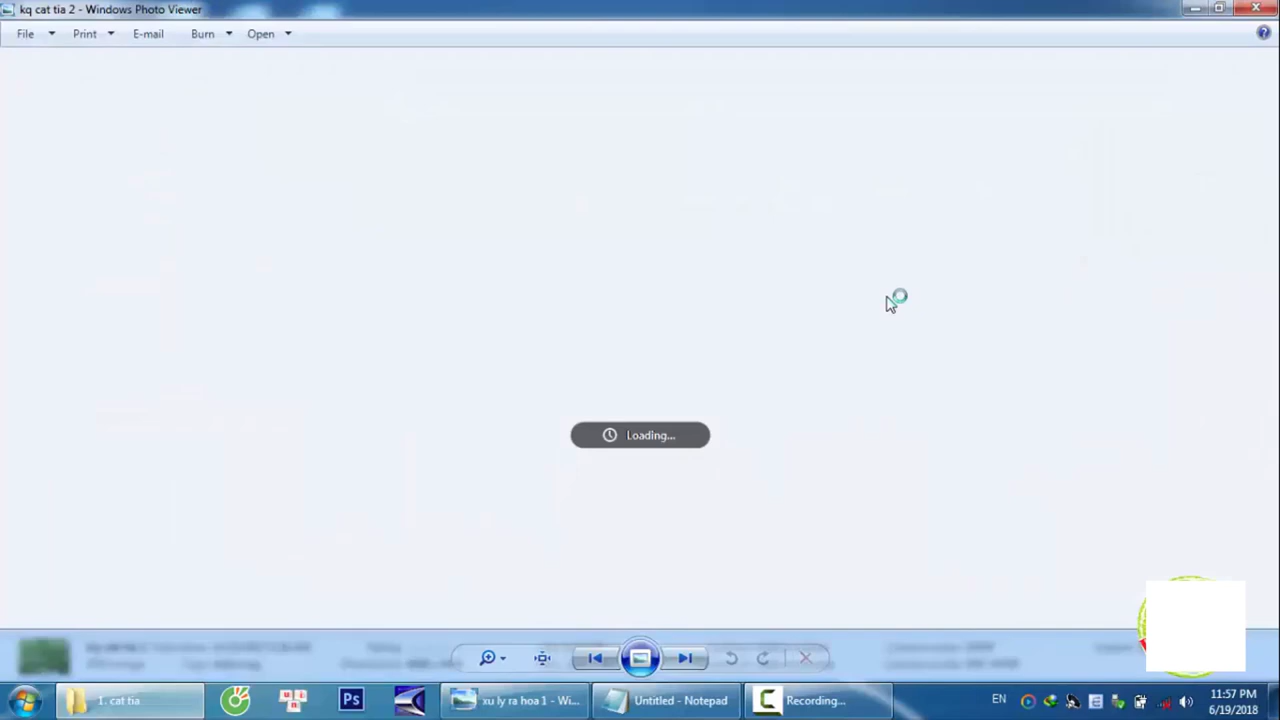 kq cat tia 2 - Windows Photo Viewer
File Print E-mail Burn Open
Loading...
1. cat tia
Ps
xu ly ra hoa 1 - Wi...
Untitled - Notepad
Recording...
EN
11:57 PM
6/19/2018